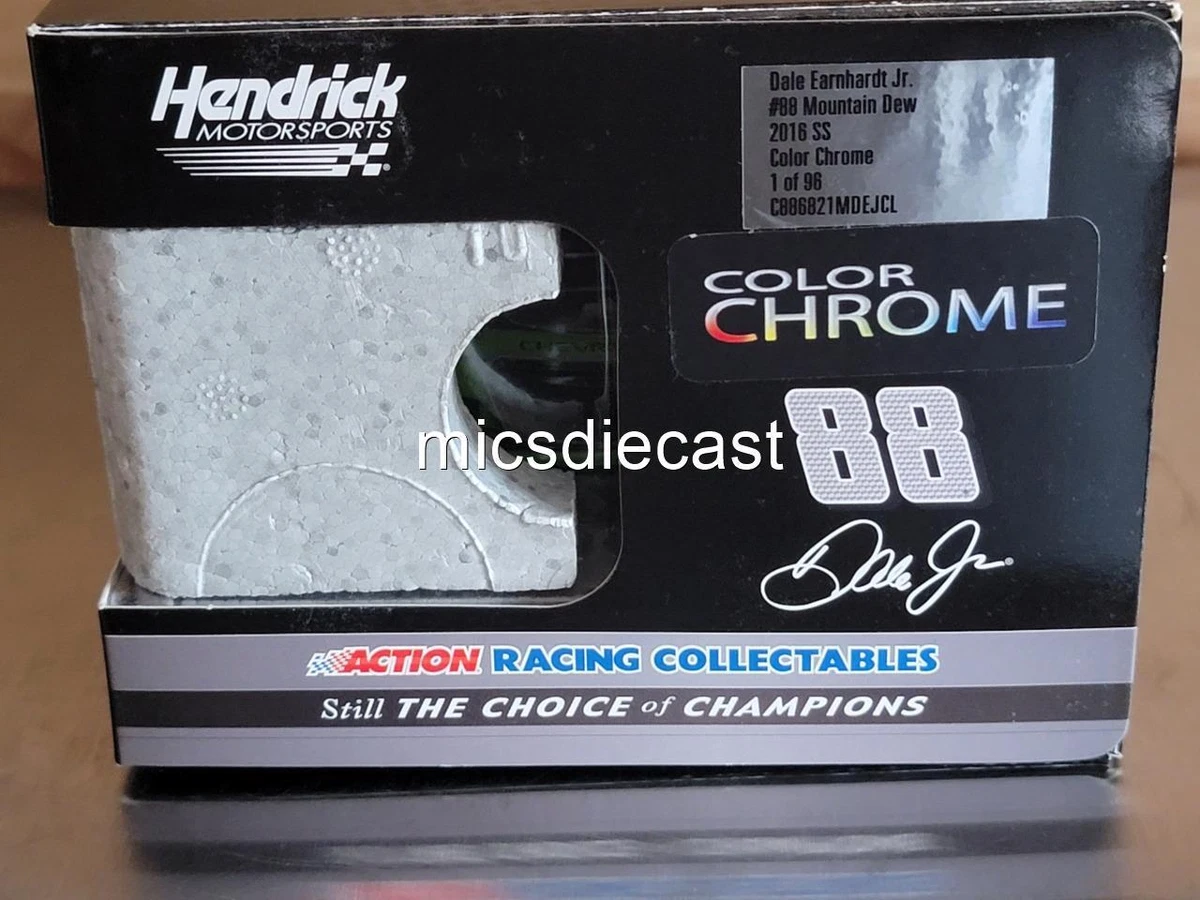 Hendrick
MOTORSPORTS
Dale Earnhardt Jr.
#88 Mountain Dew
2016 SS
Color Chrome
1 of 96
C886821MDEJCL
COLOR
CHROME
88
micsdiecast
Dale Jr.
ACTION RACING COLLECTABLES
Still THE CHOICE of CHAMPIONS